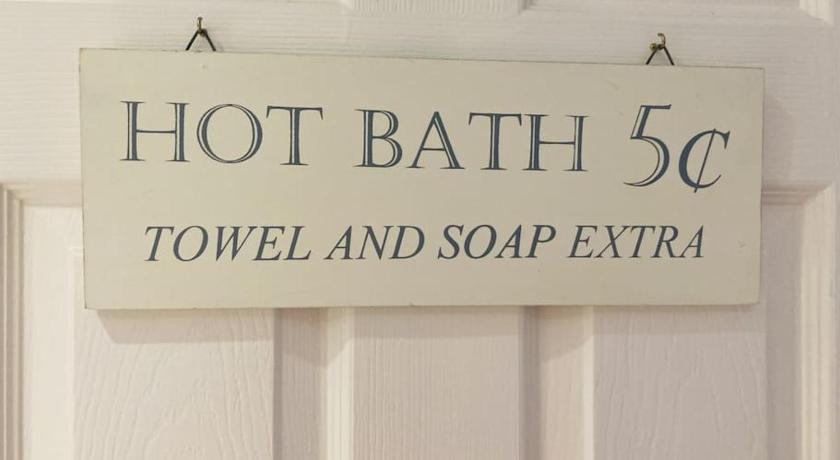 HOT BATH 5¢
TOWEL AND SOAP EXTRA